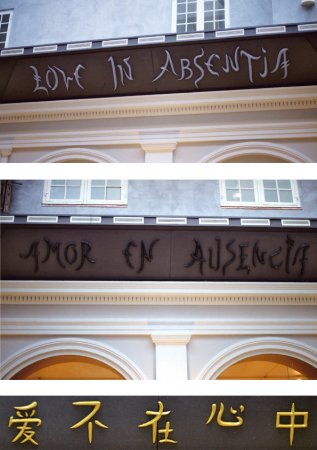 LOVE IN ABSENTIA
AMOR EN AUSENCIA
爱不在心中